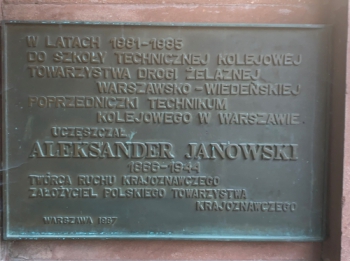 W LATACH 1881-1885
DO SZKOŁY TECHNICZNEJ KOLEJOWEJ
TOWARZYSTWA DROGI ŻELAZNEJ
WARSZAWSKO-WIEDEŃSKIEJ
POPRZEDNICZKI TECHNIKUM
KOLEJOWEGO W WARSZAWIE
UCZĘSZCZAŁ
ALEKSANDER JANOWSKI
1866-1944
TWÓRCA RUCHU KRAJOZNAWCZEGO
ZAŁOŻYCIEL POLSKIEGO TOWARZYSTWA
KRAJOZNAWCZEGO
WARSZAWA